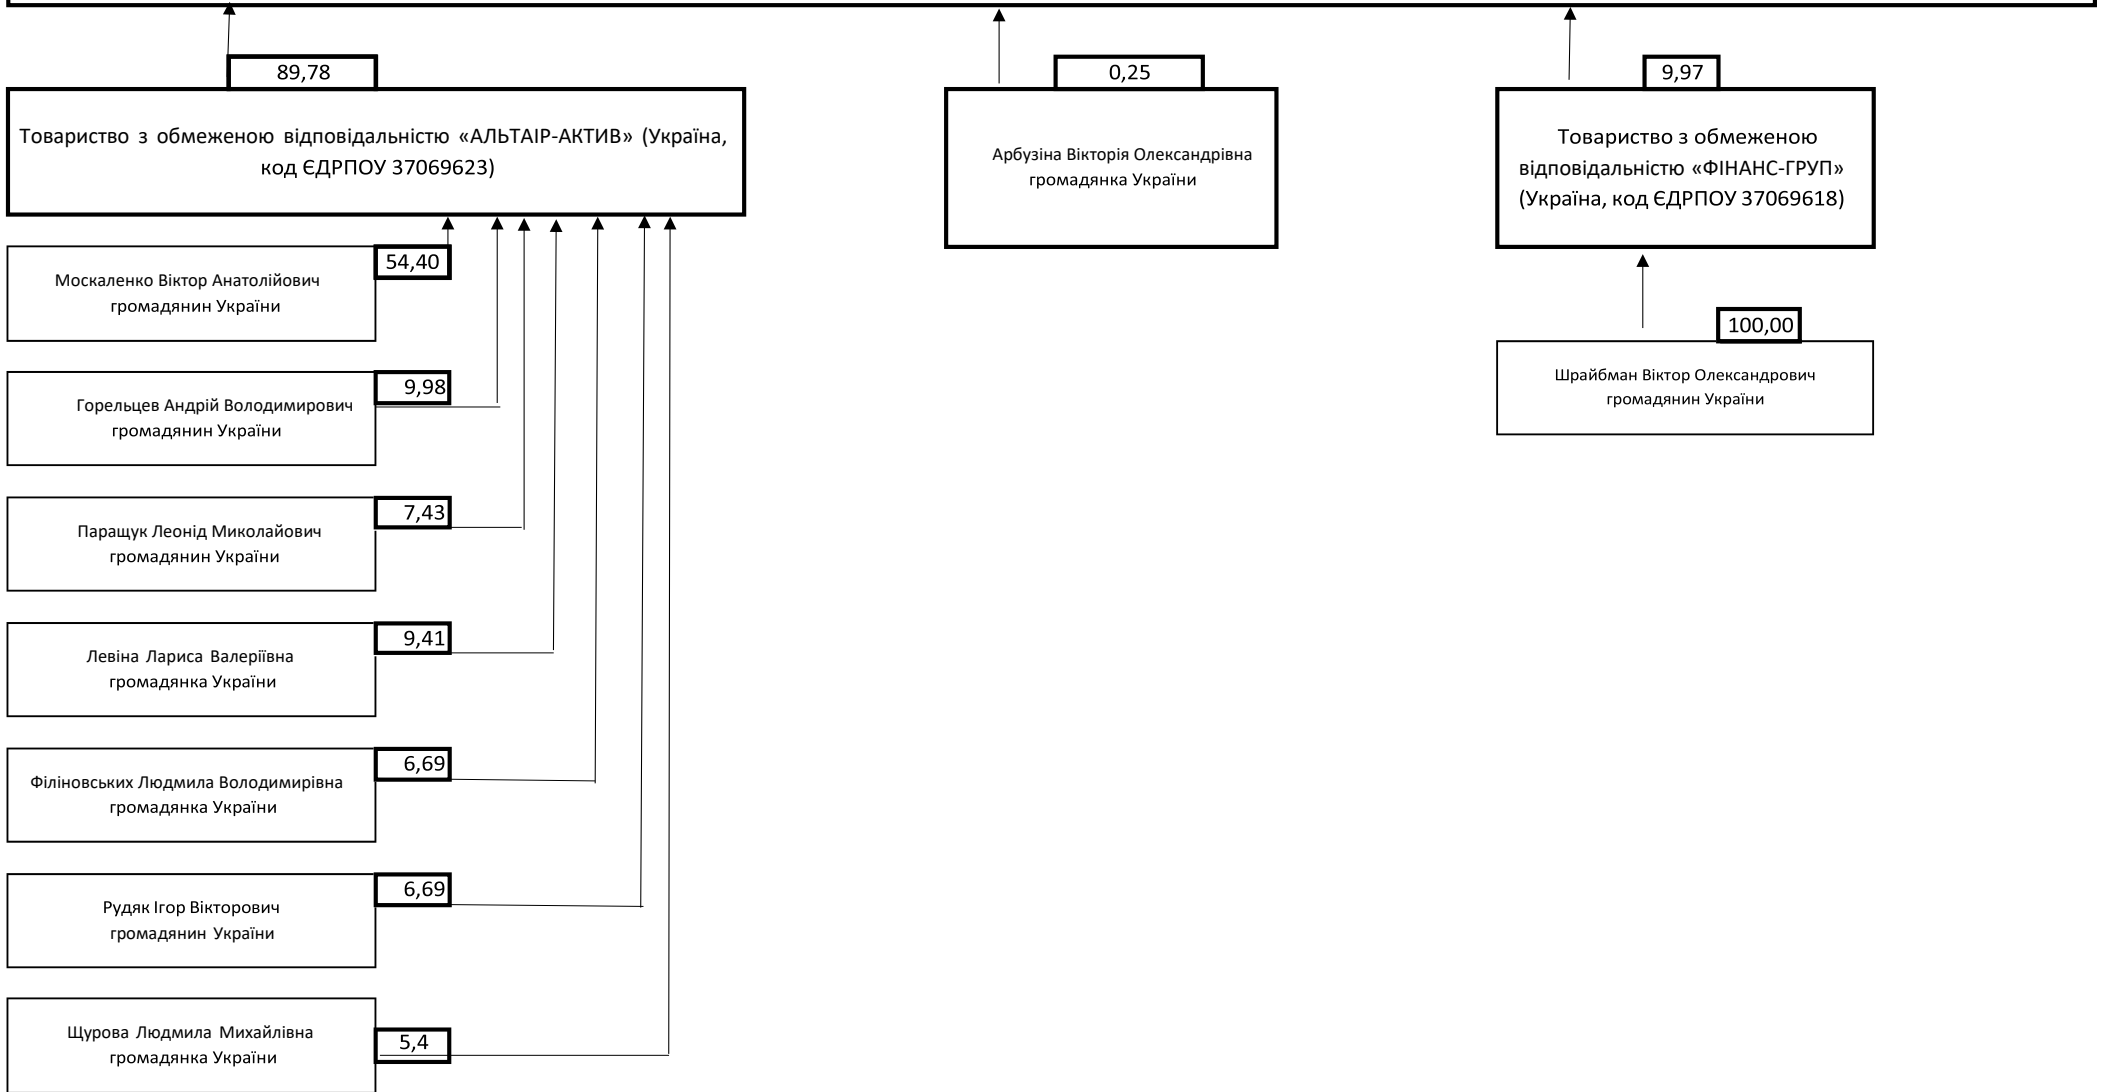 89,78
Товариство з обмеженою відповідальністю «АЛЬТАІР-АКТИВ» (Україна,
код ЄДРПОУ 37069623)
0,25
Арбузіна Вікторія Олександрівна
громадянка України
9,97
Товариство з обмеженою
відповідальністю «ФІНАНС-ГРУП»
(Україна, код ЄДРПОУ 37069618)
100,00
Шрайбман Віктор Олександрович
громадянин України
54,40
Москаленко Віктор Анатолійович
громадянин України
9,98
Горельцев Андрій Володимирович
громадянин України
7,43
Паращук Леонід Миколайович
громадянин України
9,41
Левіна Лариса Валеріївна
громадянка України
6,69
Філіновських Людмила Володимирівна
громадянка України
6,69
Рудяк Ігор Вікторович
громадянин України
5,4
Щурова Людмила Михайлівна
громадянка України